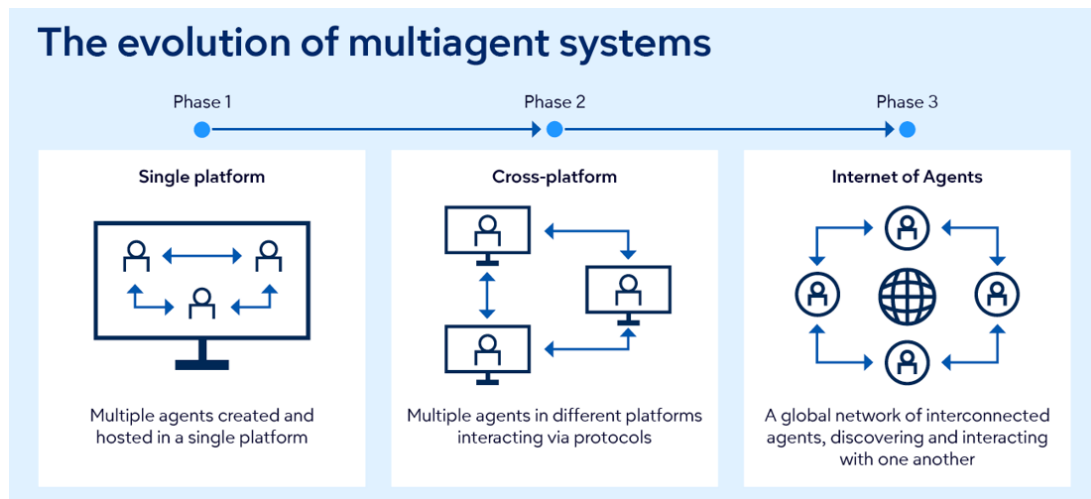 The evolution of multiagent systems
Phase 1
Phase 2
Phase 3
Single platform
Multiple agents created and
hosted in a single platform
Cross-platform
Multiple agents in different platforms
interacting via protocols
Internet of Agents
A global network of interconnected
agents, discovering and interacting
with one another